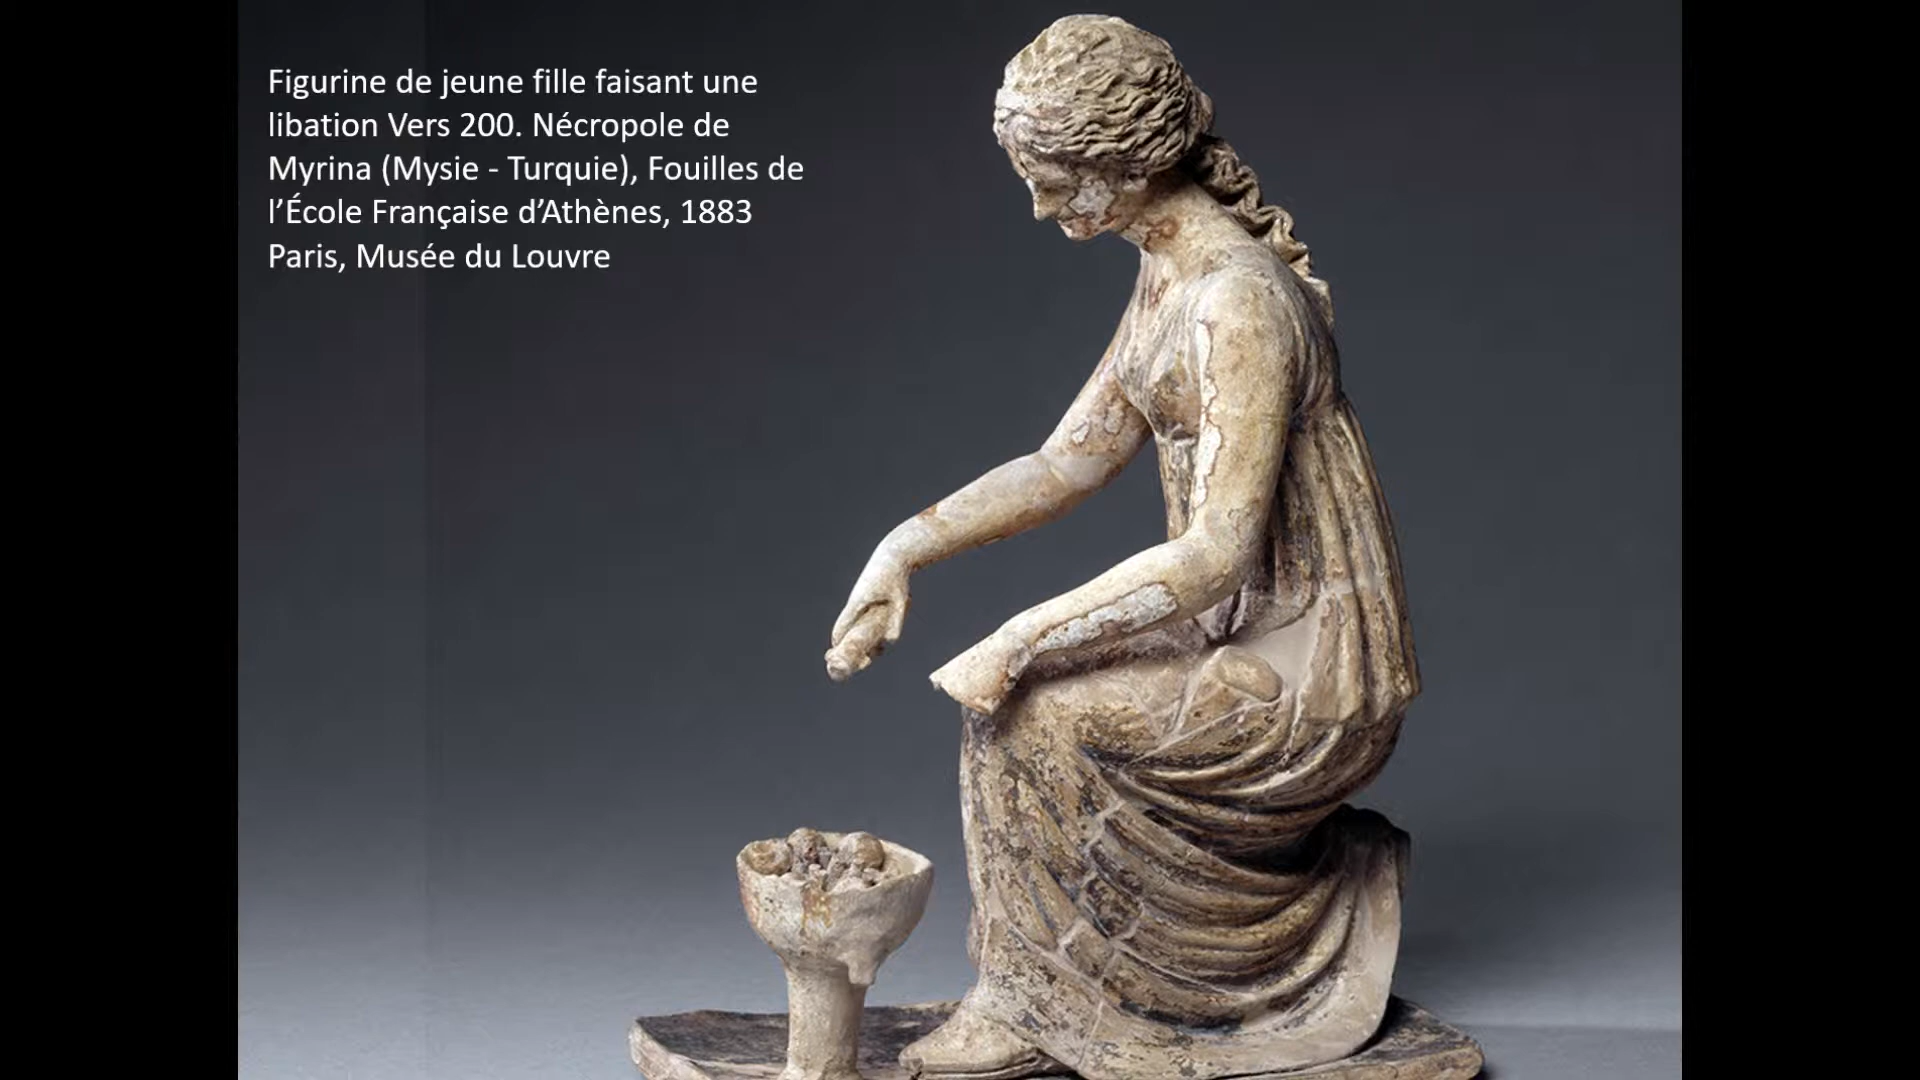 Figurine de jeune fille faisant une
libation Vers 200. Nécropole de
Myrina (Mysie - Turquie), Fouilles de
l’École Française d’Athènes, 1883
Paris, Musée du Louvre